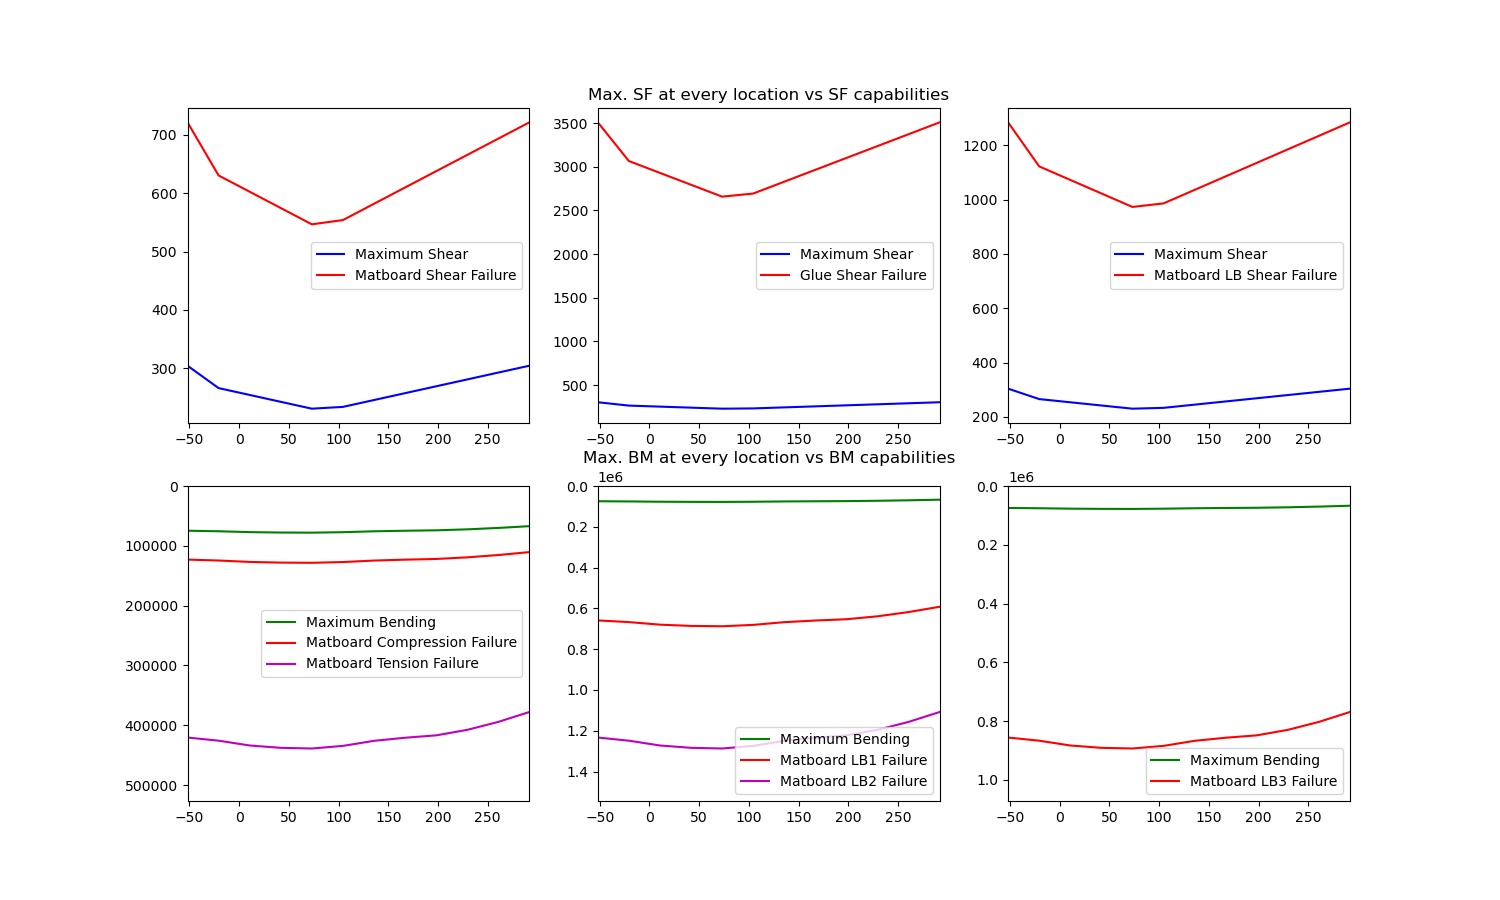 Max. SF at every location vs SF capabilities
700
600
500
400
300
Maximum Shear
Matboard Shear Failure
−50 0 50 100 150 200 250
3500
3000
2500
2000
1500
1000
500
Maximum Shear
Glue Shear Failure
−50 0 50 100 150 200 250
1200
1000
800
600
400
200
Maximum Shear
Matboard LB Shear Failure
−50 0 50 100 150 200 250
Max. BM at every location vs BM capabilities
0
100000
200000
300000
400000
500000
Maximum Bending
Matboard Compression Failure
Matboard Tension Failure
−50 0 50 100 150 200 250
1e6
0.0
0.2
0.4
0.6
0.8
1.0
1.2
1.4
Maximum Bending
Matboard LB1 Failure
Matboard LB2 Failure
−50 0 50 100 150 200 250
1e6
0.0
0.2
0.4
0.6
0.8
1.0
Maximum Bending
Matboard LB3 Failure
−50 0 50 100 150 200 250